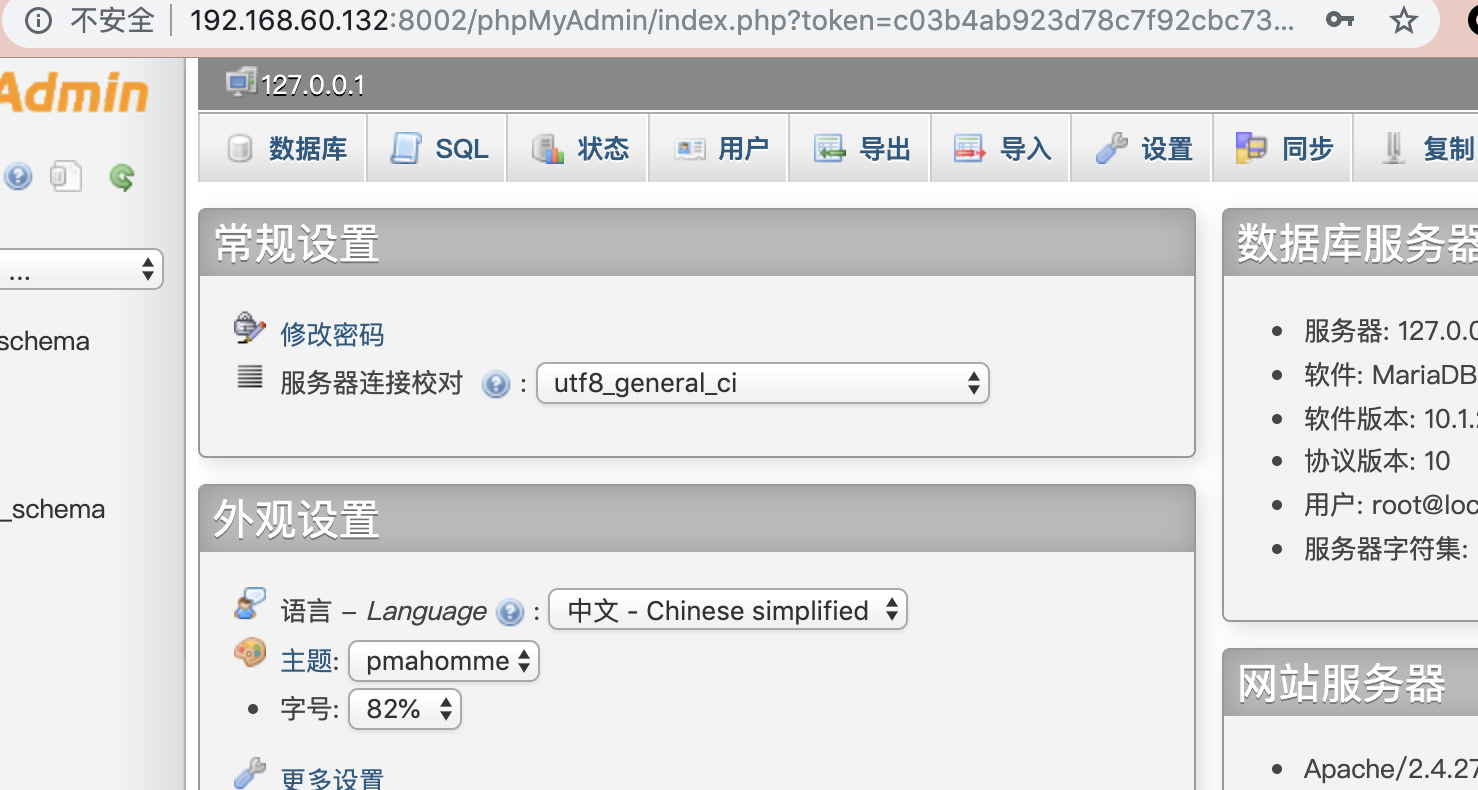 不安全 192.168.60.132:8002/phpMyAdmin/index.php?token=c03b4ab923d78c7f92cbc73...
Admin
...
schema
_schema
127.0.0.1
数据库 SQL 状态 用户 导出 导入 设置 同步 复制
常规设置
修改密码
服务器连接校对 : utf8_general_ci
外观设置
语言 – Language : 中文 - Chinese simplified
主题: pmahomme
字号: 82%
更多设置
数据库服务器
服务器: 127.0.0
软件: MariaDB
软件版本: 10.1.
协议版本: 10
用户: root@loc
服务器字符集:
网站服务器
Apache/2.4.27